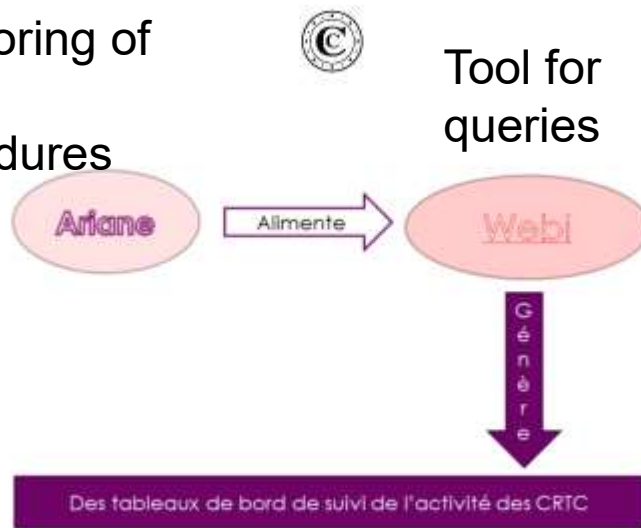 oring of
dures
Tool for
queries
Ariane
Alimente
Webi
Génère
Des tableaux de bord de suivi de l'activité des CRTC